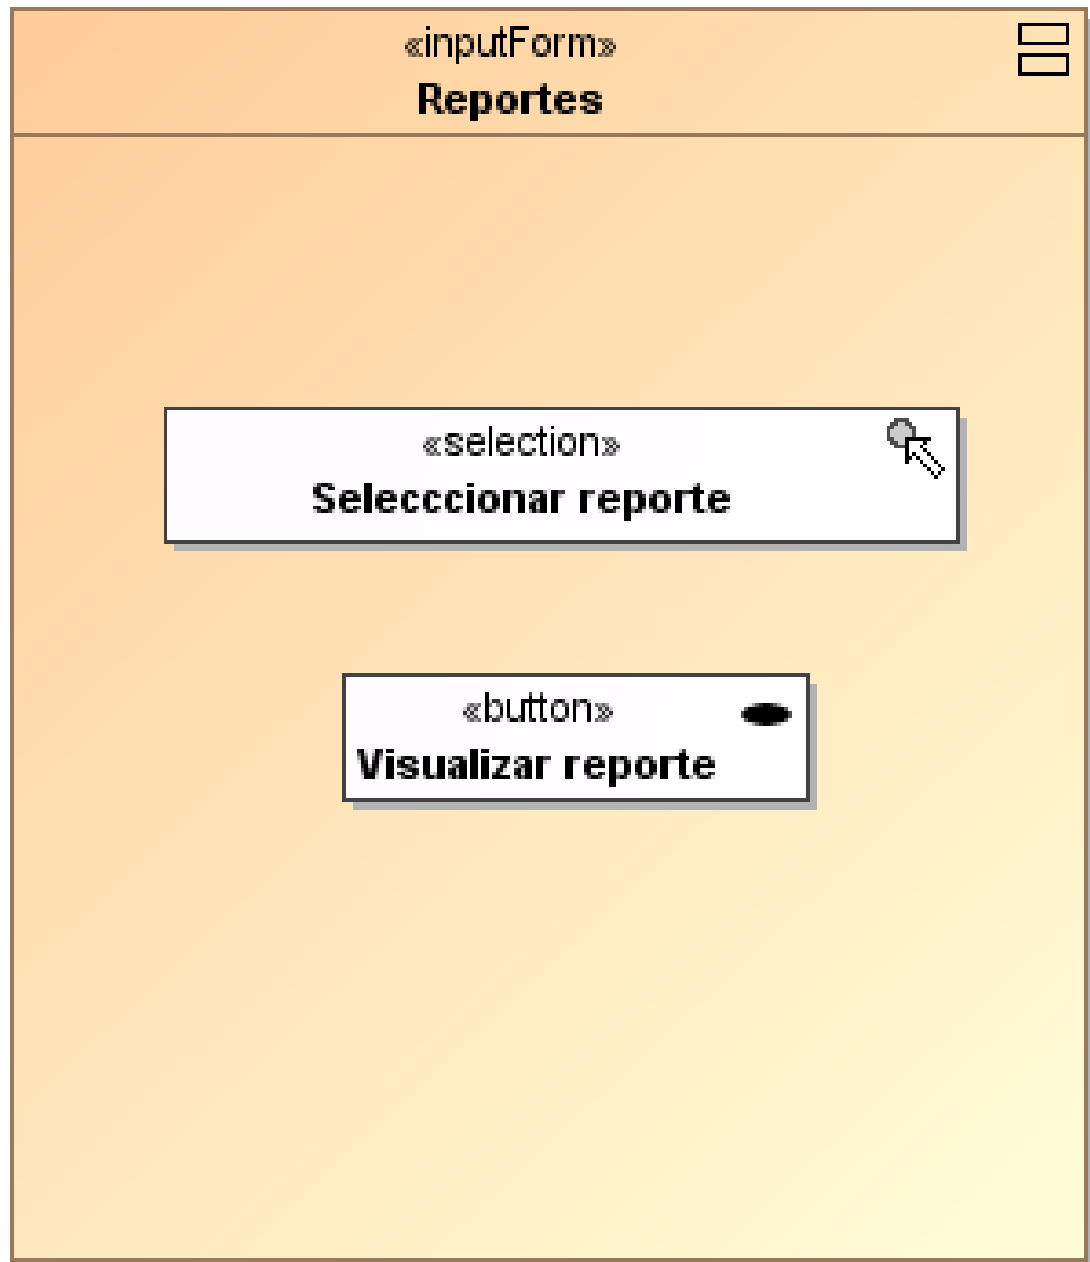 «inputForm»
Reportes
«selection»
Selecccionar reporte
«button»
Visualizar reporte